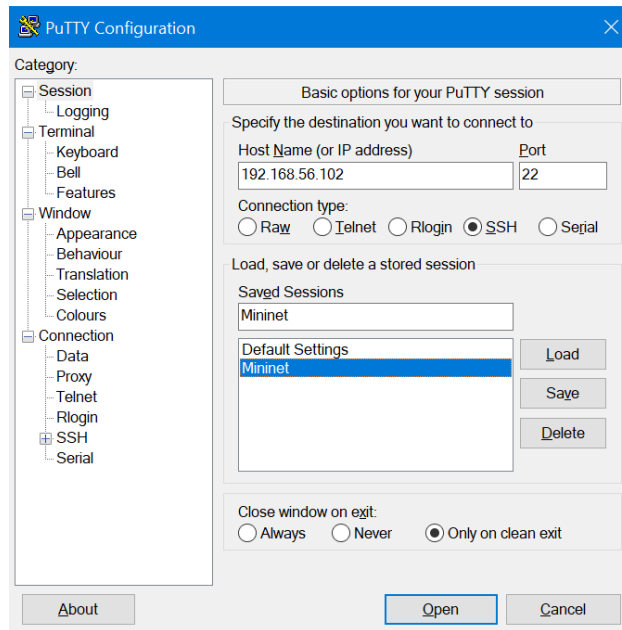 PuTTY Configuration
Category:
Session
Logging
Terminal
Keyboard
Bell
Features
Window
Appearance
Behaviour
Translation
Selection
Colours
Connection
Data
Proxy
Telnet
Rlogin
SSH
Serial
Basic options for your PuTTY session
Specify the destination you want to connect to
Host Name (or IP address) Port
192.168.56.102 22
Connection type:
Raw Telnet Rlogin SSH Serial
Load, save or delete a stored session
Saved Sessions
Mininet
Default Settings
Mininet
Load
Save
Delete
Close window on exit:
Always Never Only on clean exit
About Open Cancel